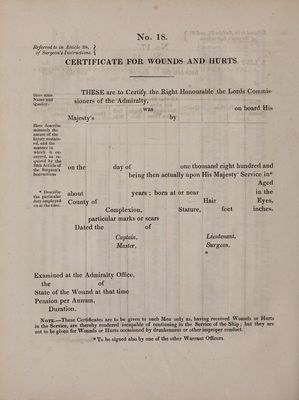 No. 18.
Referred to in Article 28, }
of Surgeon's Instructions. }
CERTIFICATE FOR WOUNDS AND HURTS.
Here state
Name and
Quality.
THESE are to Certify the Right Honourable the Lords Commis-
sioners of the Admiralty,
was on board His
Majesty's by
Here describe
minutely the
nature of the
Injury sustain-
ed, and the
manner in
which it oc-
curred, as re-
quired by the
28th Article of
the Surgeon's
Instructions
on the day of one thousand eight hundred and
being then actually upon His Majesty' Service in*
Aged
* Describe
the particular
duty employed
on at the time.
about years ; born at or near in the
County of Hair Eyes,
Complexion, Stature, feet inches.
particular marks or scars
Dated the of
Captain, Lieutenant,
Master, Surgeon.
*
Examined at the Admiralty Office,
the of
State of the Wound at that time
Pension per Annum,
Duration.
NOTE.—These Certificates are to be given to such Men only as, having received Wounds or Hurts
in the Service, are thereby rendered incapable of continuing in the Service of the Ship; but they are
not to be given for Wounds or Hurts occasioned by drunkenness or other improper conduct.
* To be signed also by one of the other Warrant Officers.